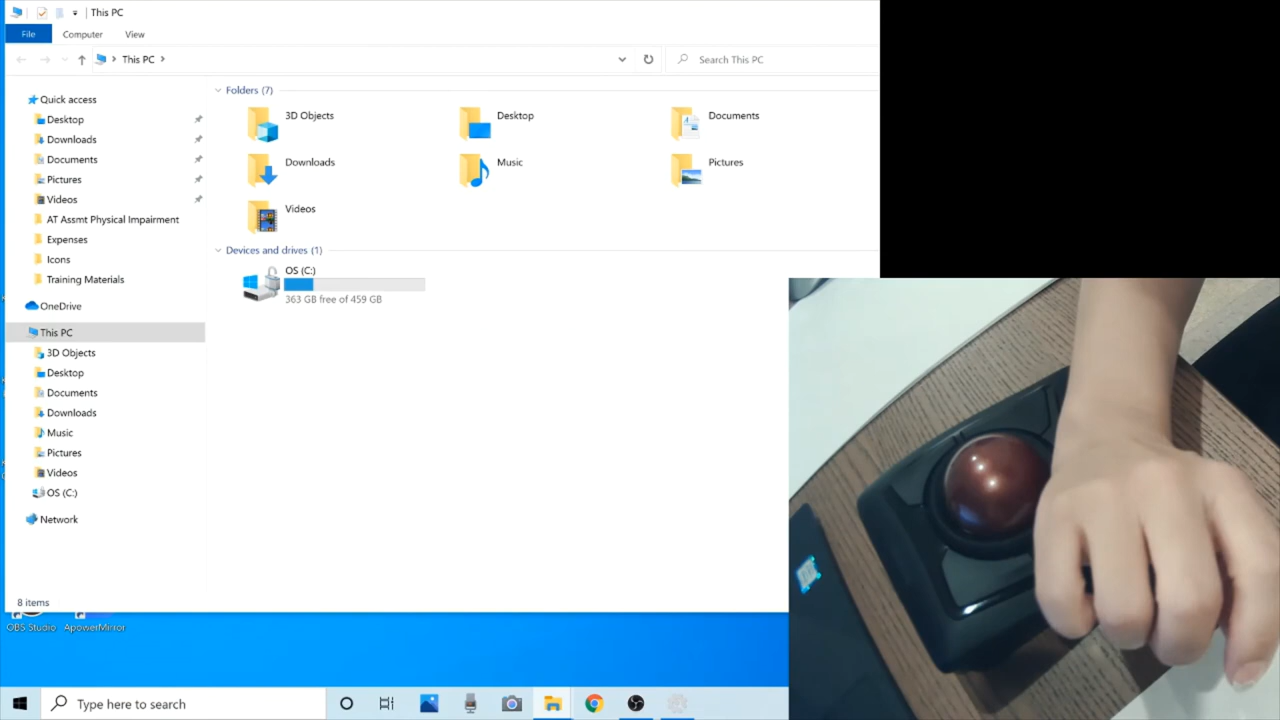 This PC
File Computer View
This PC
Search This PC
Quick access
Desktop
Downloads
Documents
Pictures
Videos
AT Assmt Physical Impairment
Expenses
Icons
Training Materials
OneDrive
This PC
3D Objects
Desktop
Documents
Downloads
Music
Pictures
Videos
OS (C:)
Network
Folders (7)
3D Objects Desktop Documents
Downloads Music Pictures
Videos
Devices and drives (1)
OS (C:)
363 GB free of 459 GB
8 items
OBS Studio ApowerMirror
Type here to search